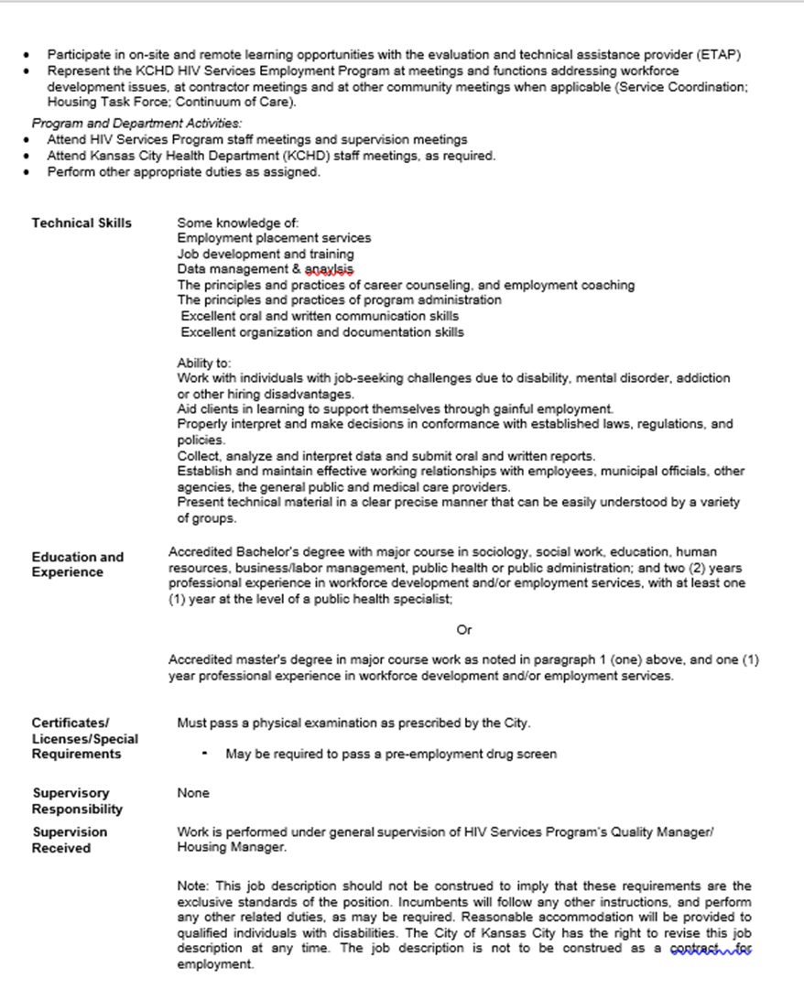 • Participate in on-site and remote learning opportunities with the evaluation and technical assistance provider (ETAP)
• Represent the KCHD HIV Services Employment Program at meetings and functions addressing workforce
development issues, at contractor meetings and at other community meetings when applicable (Service Coordination;
Housing Task Force; Continuum of Care).
Program and Department Activities:
• Attend HIV Services Program staff meetings and supervision meetings
• Attend Kansas City Health Department (KCHD) staff meetings, as required.
• Perform other appropriate duties as assigned.
Technical Skills
Some knowledge of:
Employment placement services
Job development and training
Data management & anaylsis
The principles and practices of career counseling, and employment coaching
The principles and practices of program administration
Excellent oral and written communication skills
Excellent organization and documentation skills
Ability to:
Work with individuals with job-seeking challenges due to disability, mental disorder, addiction
or other hiring disadvantages.
Aid clients in learning to support themselves through gainful employment.
Properly interpret and make decisions in conformance with established laws, regulations, and
policies.
Collect, analyze and interpret data and submit oral and written reports.
Establish and maintain effective working relationships with employees, municipal officials, other
agencies, the general public and medical care providers.
Present technical material in a clear precise manner that can be easily understood by a variety
of groups.
Education and
Experience
Accredited Bachelor's degree with major course in sociology, social work, education, human
resources, business/labor management, public health or public administration; and two (2) years
professional experience in workforce development and/or employment services, with at least one
(1) year at the level of a public health specialist;
Or
Accredited master's degree in major course work as noted in paragraph 1 (one) above, and one (1)
year professional experience in workforce development and/or employment services.
Certificates/
Licenses/Special
Requirements
Must pass a physical examination as prescribed by the City.
- May be required to pass a pre-employment drug screen
Supervisory
Responsibility
None
Supervision
Received
Work is performed under general supervision of HIV Services Program's Quality Manager/
Housing Manager.
Note: This job description should not be construed to imply that these requirements are the
exclusive standards of the position. Incumbents will follow any other instructions, and perform
any other related duties, as may be required. Reasonable accommodation will be provided to
qualified individuals with disabilities. The City of Kansas City has the right to revise this job
description at any time. The job description is not to be construed as a contract for
employment.